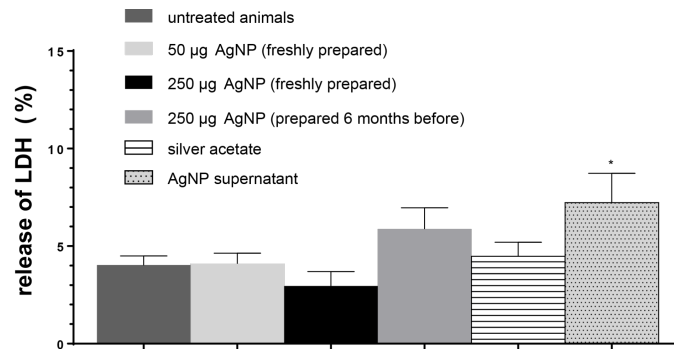 untreated animals
50 µg AgNP (freshly prepared)
250 µg AgNP (freshly prepared)
250 µg AgNP (prepared 6 months before)
silver acetate
AgNP supernatant
release of LDH (%)
15
10
5
0
*